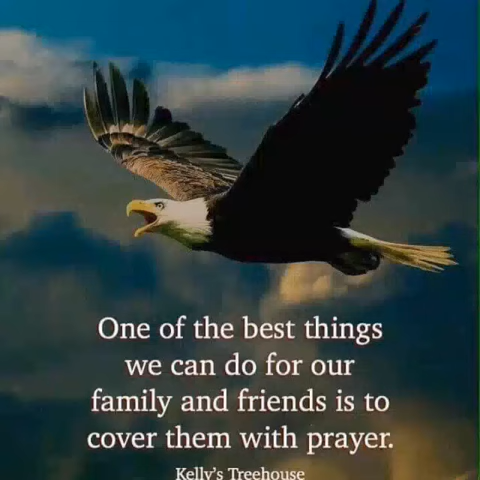 One of the best things
we can do for our
family and friends is to
cover them with prayer.
Kelly's Treehouse